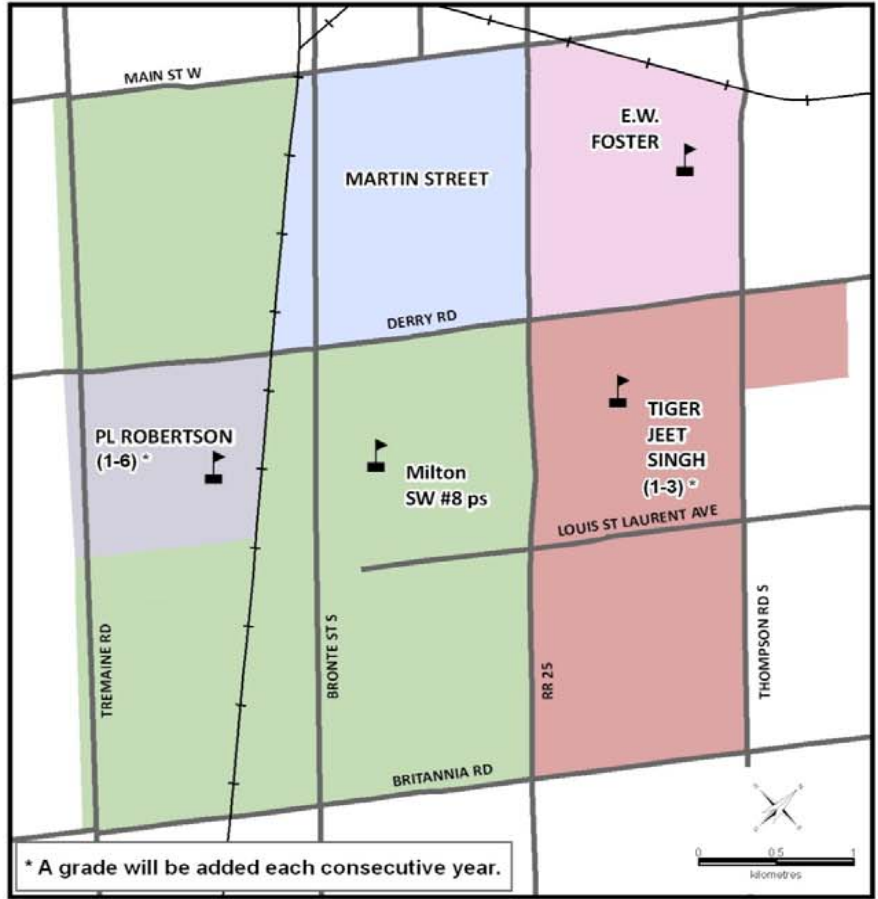 MAIN ST W
E.W.
FOSTER
MARTIN STREET
DERRY RD
PL ROBERTSON
(1-6) *
TIGER
JEET
SINGH
(1-3) *
Milton
SW #8 ps
LOUIS ST LAURENT AVE
TREMAINE RD
BRONTE ST S
RR 25
THOMPSON RD S
BRITANNIA RD
* A grade will be added each consecutive year.
0 0.5 1
kilometres